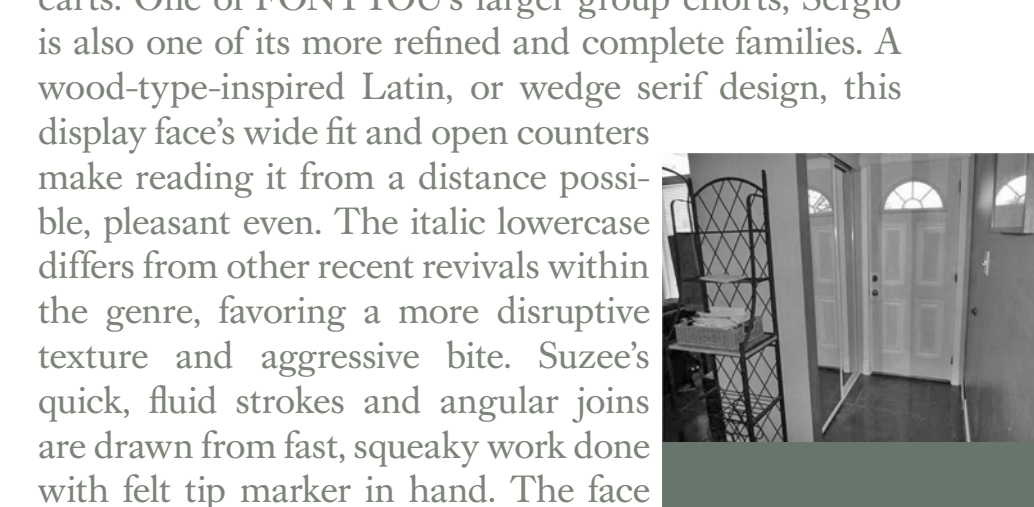 carts. One of FONTYOU's larger group efforts, Sergio
is also one of its more refined and complete families. A
wood-type-inspired Latin, or wedge serif design, this
display face's wide fit and open counters
make reading it from a distance possi-
ble, pleasant even. The italic lowercase
differs from other recent revivals within
the genre, favoring a more disruptive
texture and aggressive bite. Suzee's
quick, fluid strokes and angular joins
are drawn from fast, squeaky work done
with felt tip marker in hand. The face